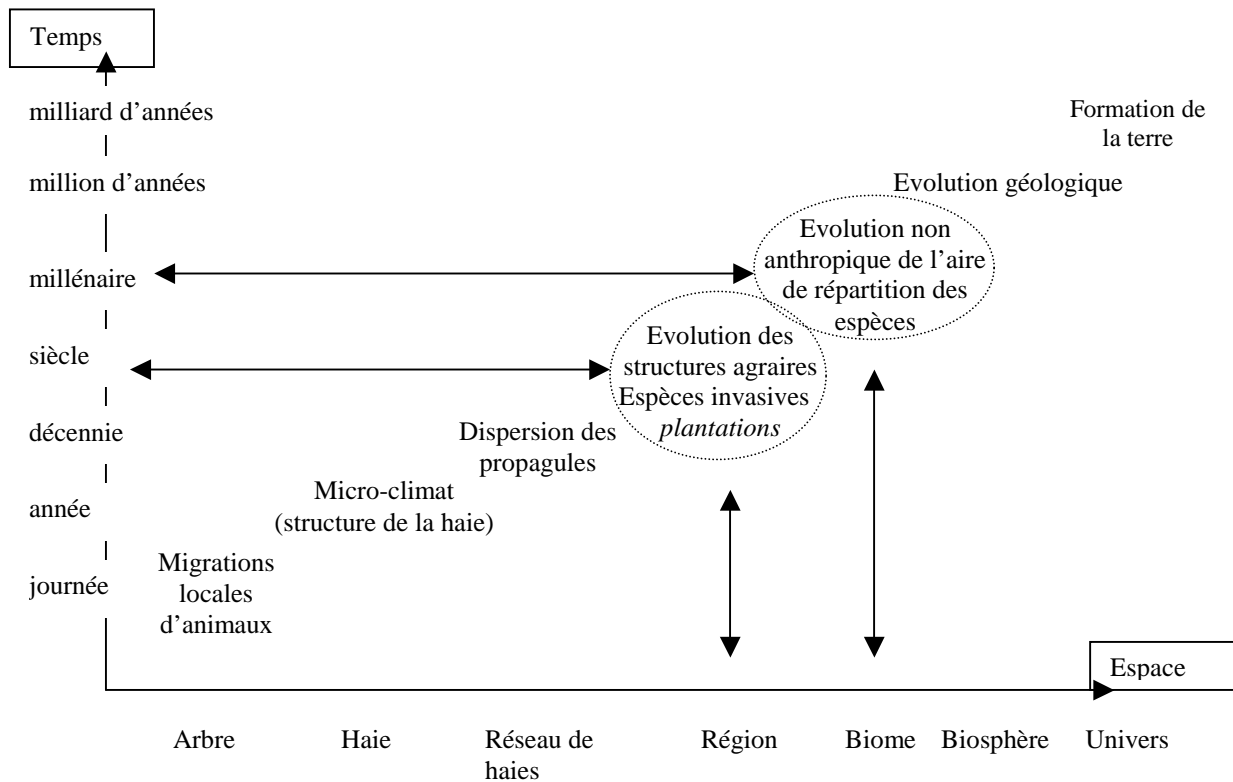 Temps
milliard d’années
Formation de
la terre
million d’années
Evolution géologique
Evolution non
anthropique de l’aire
de répartition des
espèces
millénaire
Evolution des
structures agraires
Espèces invasives
plantations
siècle
décennie
Dispersion des
propagules
Micro-climat
(structure de la haie)
année
Migrations
locales
d’animaux
journée
Espace
Arbre
Haie
Réseau de
haies
Région
Biome
Biosphère
Univers